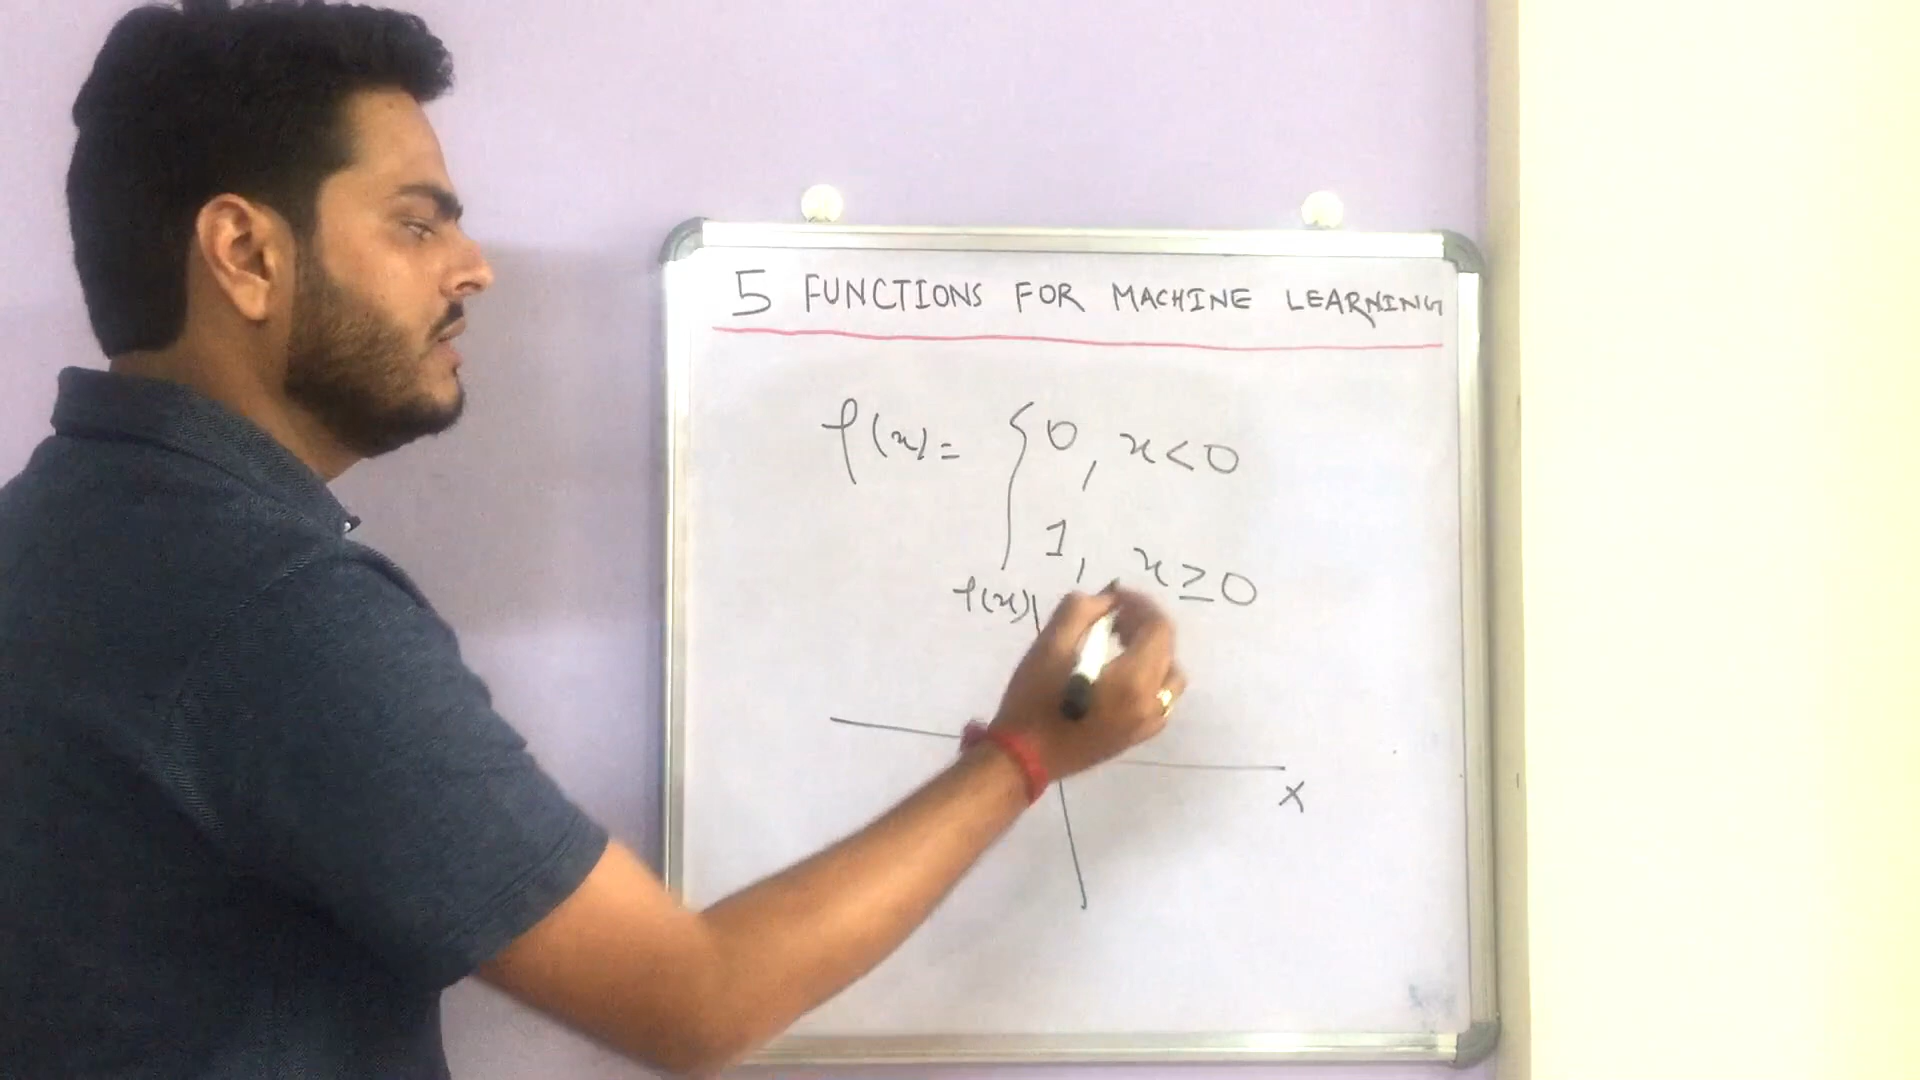 5 FUNCTIONS FOR MACHINE LEARNING
f(x) = { 0, x < 0
1, x ≥ 0
f(x)
X